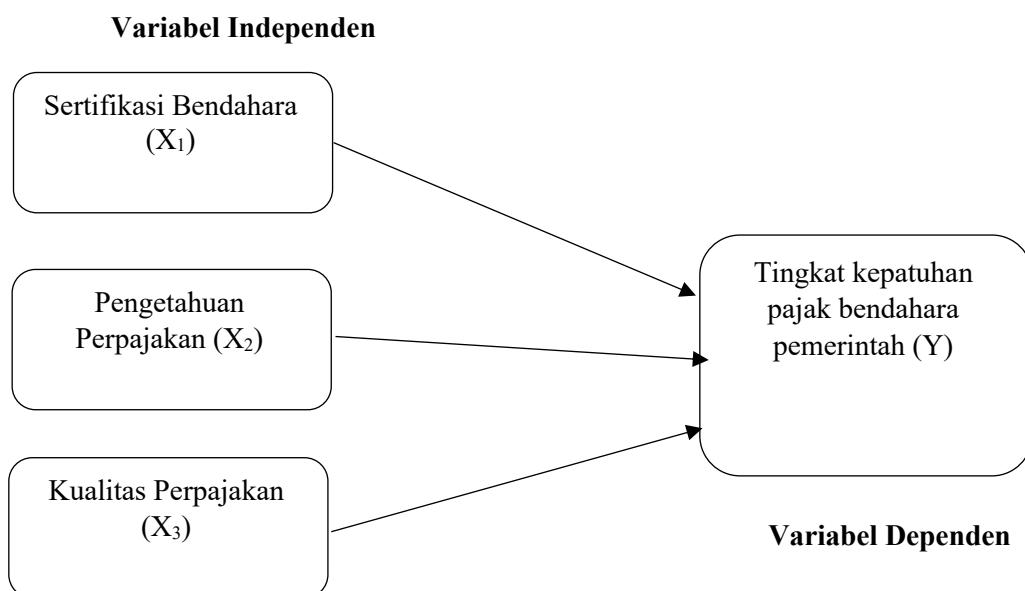 Variabel Independen
Sertifikasi Bendahara
(X₁)
Pengetahuan
Perpajakan (X₂)
Kualitas Perpajakan
(X₃)
Tingkat kepatuhan
pajak bendahara
pemerintah (Y)
Variabel Dependen